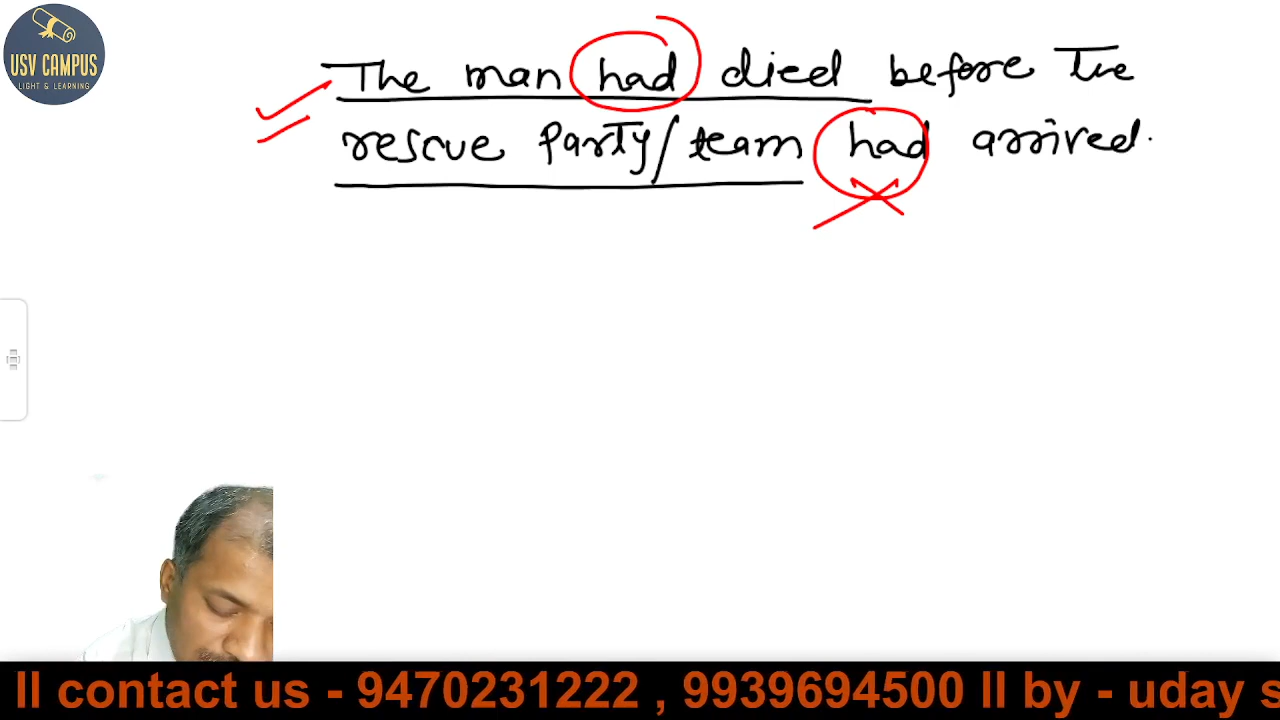 USV CAMPUS
LIGHT & LEARNING
The man had died before the
rescue Party/team had arrived.
ll contact us - 9470231222 , 9939694500 ll by - uday s